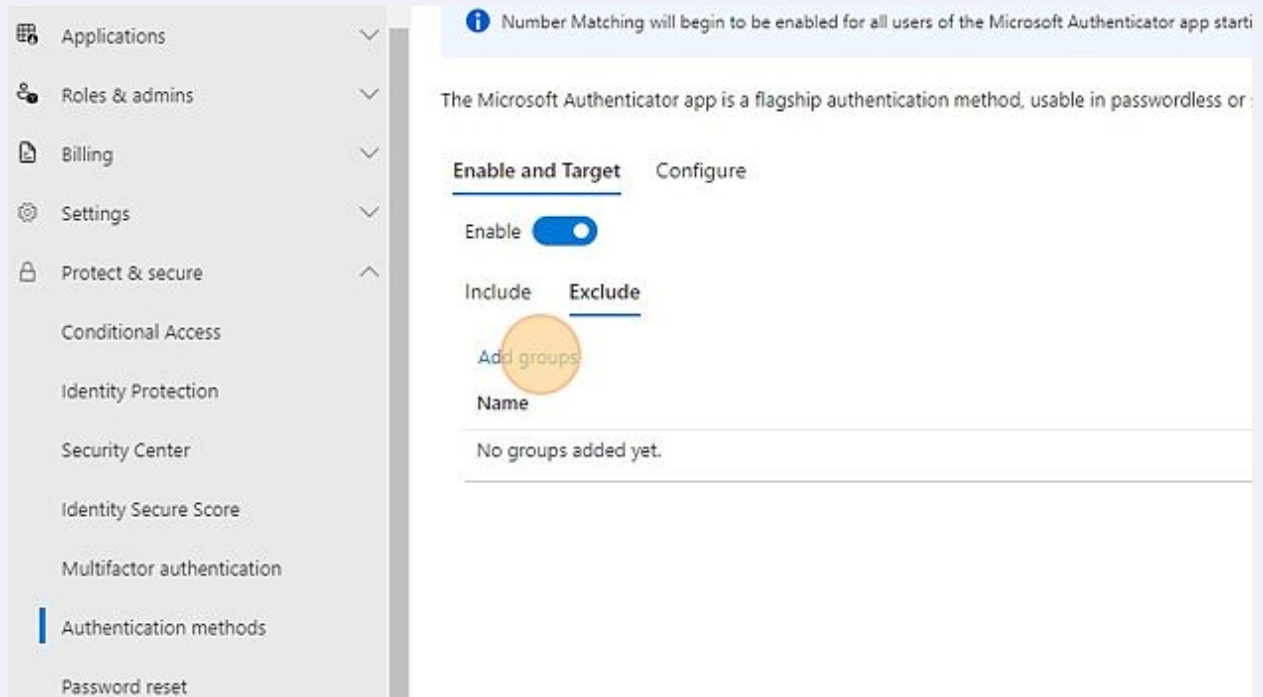 Applications
Roles & admins
Billing
Settings
Protect & secure
Conditional Access
Identity Protection
Security Center
Identity Secure Score
Multifactor authentication
Authentication methods
Password reset
Number Matching will begin to be enabled for all users of the Microsoft Authenticator app starti
The Microsoft Authenticator app is a flagship authentication method, usable in passwordless or
Enable and Target Configure
Enable
Include Exclude
Add groups
Name
No groups added yet.